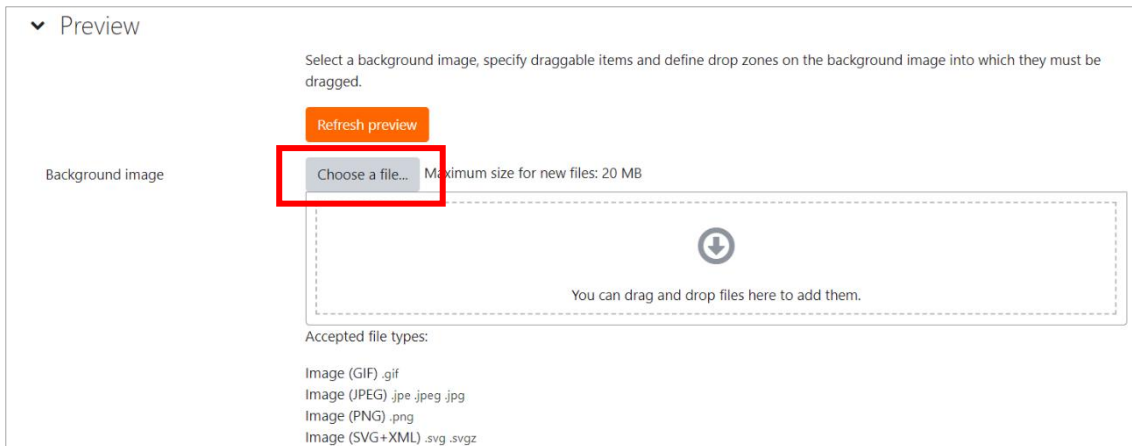 Preview
Select a background image, specify draggable items and define drop zones on the background image into which they must be
dragged.
Refresh preview
Background image
Choose a file... Maximum size for new files: 20 MB
You can drag and drop files here to add them.
Accepted file types:
Image (GIF) .gif
Image (JPEG) .jpe .jpeg .jpg
Image (PNG) .png
Image (SVG+XML) .svg .svgz